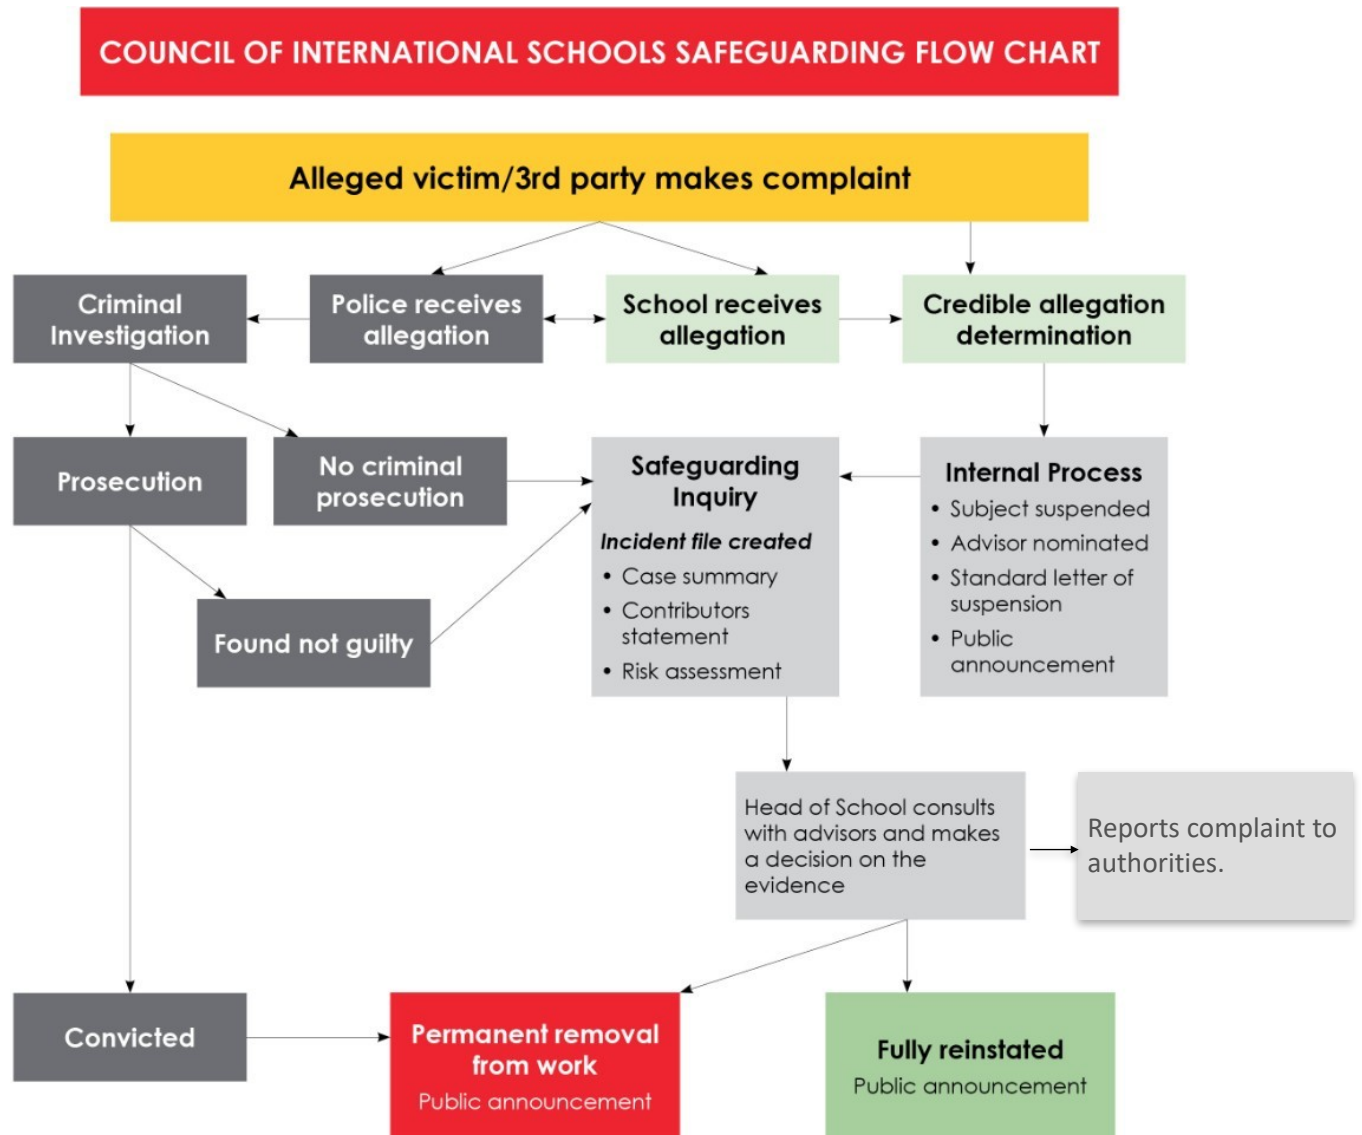 COUNCIL OF INTERNATIONAL SCHOOLS SAFEGUARDING FLOW CHART
Alleged victim/3rd party makes complaint
Criminal
Investigation
Police receives
allegation
School receives
allegation
Credible allegation
determination
Prosecution
No criminal
prosecution
Safeguarding
Inquiry
Incident file created
• Case summary
• Contributors
statement
• Risk assessment
Internal Process
• Subject suspended
• Advisor nominated
• Standard letter of
suspension
• Public
announcement
Found not guilty
Head of School consults
with advisors and makes
a decision on the
evidence
Reports complaint to
authorities.
Convicted
Permanent removal
from work
Public announcement
Fully reinstated
Public announcement